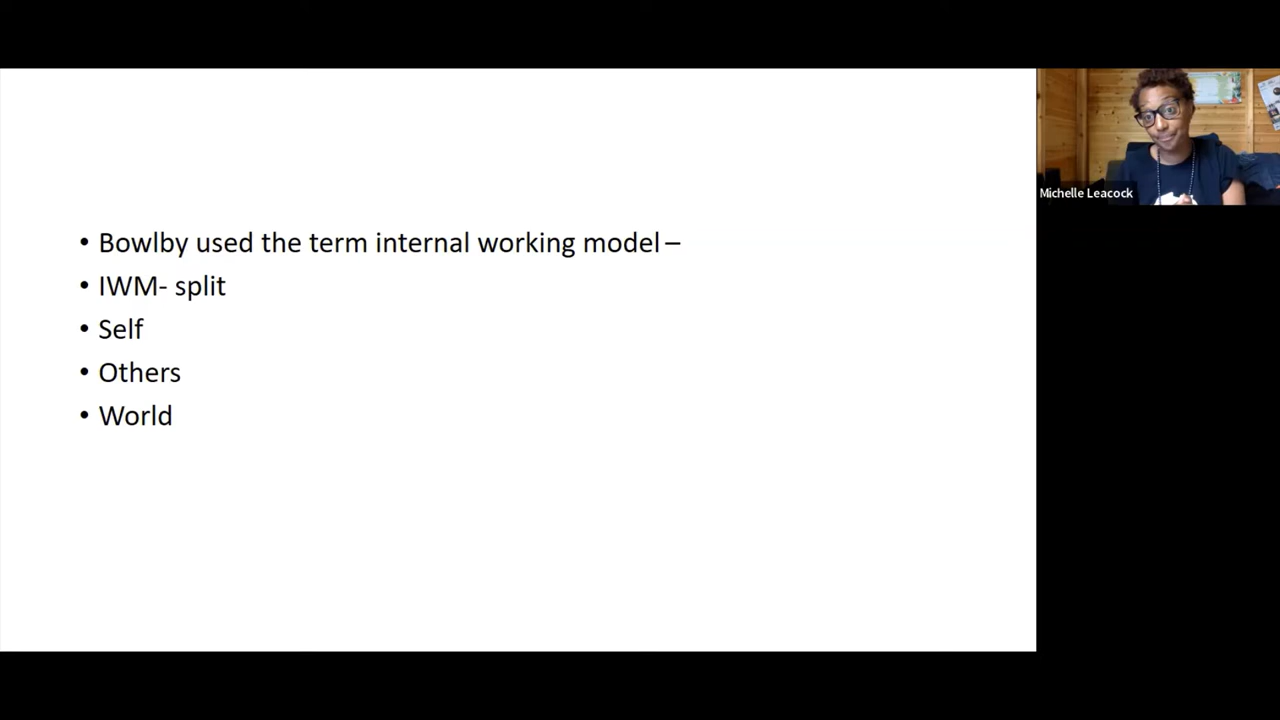 • Bowlby used the term internal working model –
• IWM- split
• Self
• Others
• World
Michelle Leacock